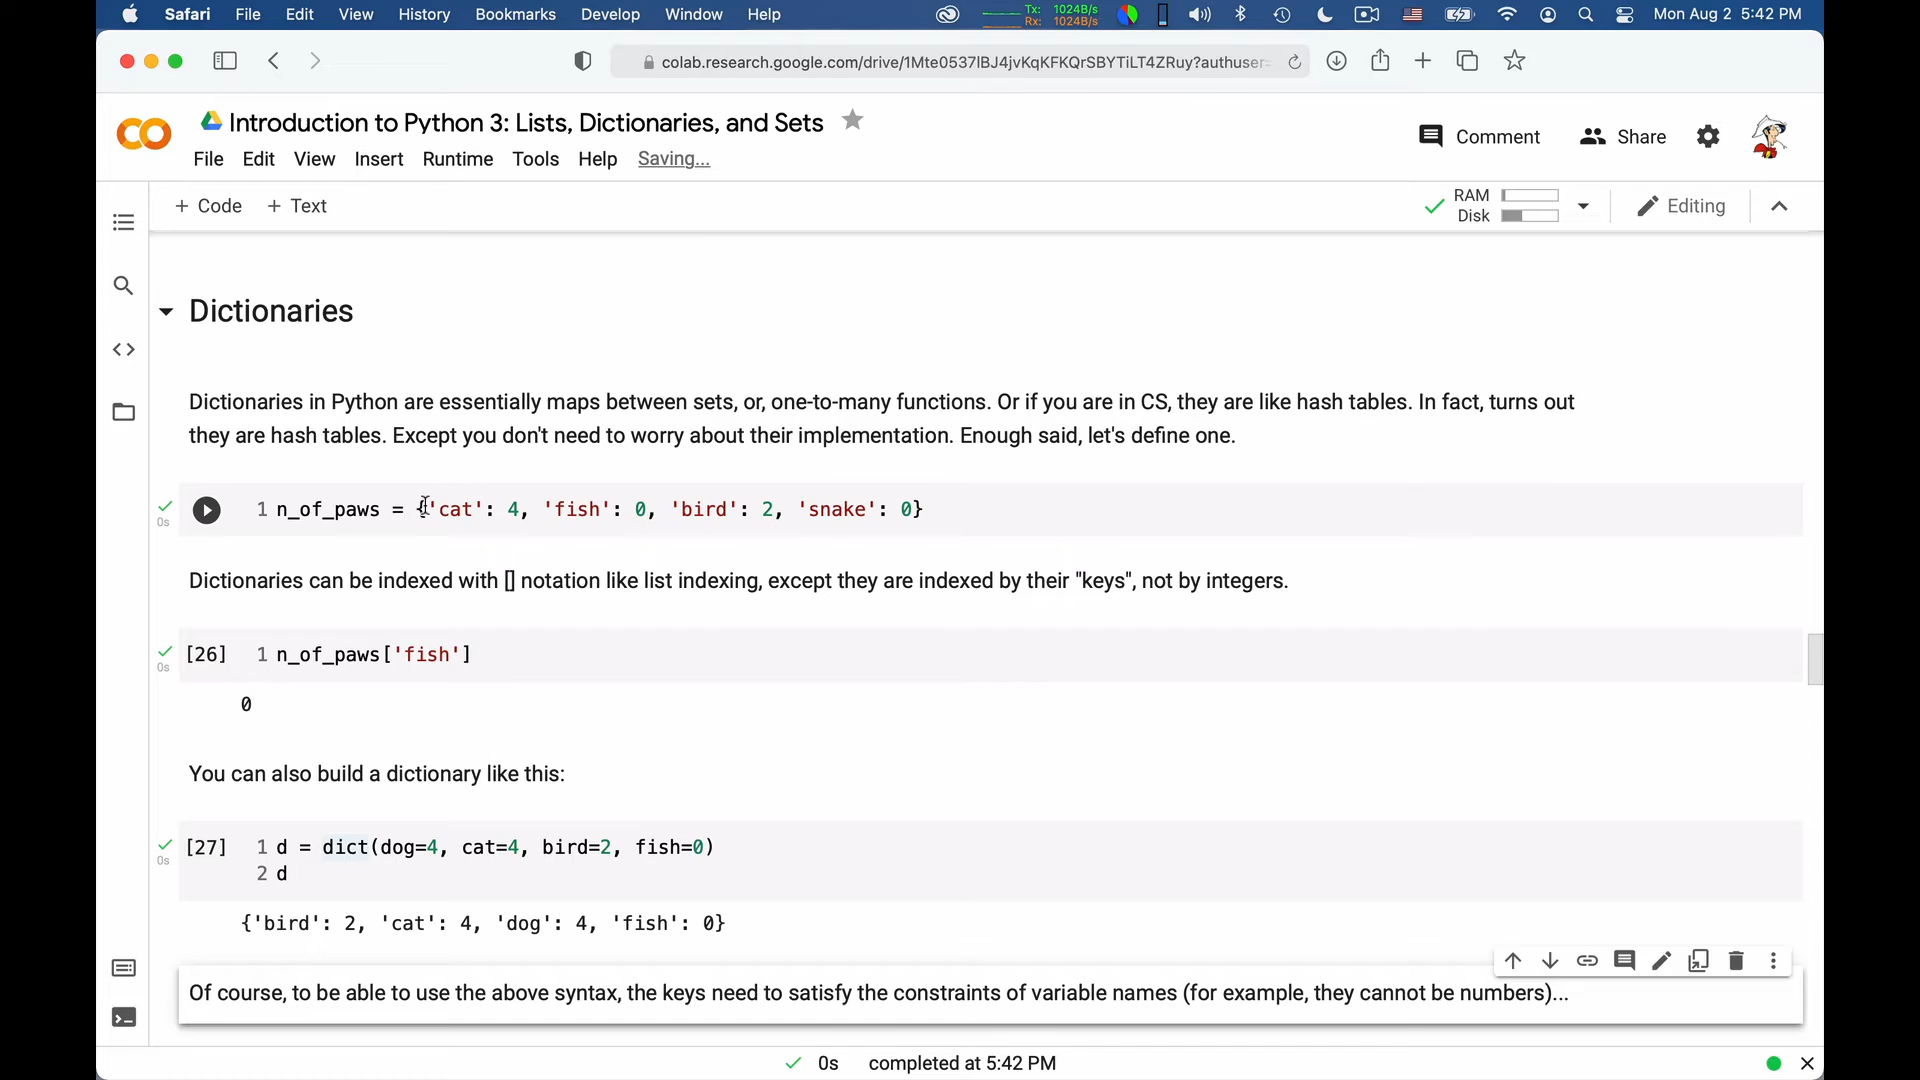 Safari File Edit View History Bookmarks Develop Window Help Tx: 1024B/s Rx: 1024B/s Mon Aug 2 5:42 PM
colab.research.google.com/drive/1Mte0537lBJ4jvKqKFKQrSBYTiLT4ZRuy?authuser=
Introduction to Python 3: Lists, Dictionaries, and Sets
Comment Share
File Edit View Insert Runtime Tools Help Saving...
+ Code + Text RAM Disk Editing
Dictionaries
Dictionaries in Python are essentially maps between sets, or, one-to-many functions. Or if you are in CS, they are like hash tables. In fact, turns out
they are hash tables. Except you don't need to worry about their implementation. Enough said, let's define one.
0s 1 n_of_paws = {'cat': 4, 'fish': 0, 'bird': 2, 'snake': 0}
Dictionaries can be indexed with [] notation like list indexing, except they are indexed by their "keys", not by integers.
0s [26] 1 n_of_paws['fish']
0
You can also build a dictionary like this:
0s [27] 1 d = dict(dog=4, cat=4, bird=2, fish=0)
2 d
{'bird': 2, 'cat': 4, 'dog': 4, 'fish': 0}
Of course, to be able to use the above syntax, the keys need to satisfy the constraints of variable names (for example, they cannot be numbers)...
0s completed at 5:42 PM